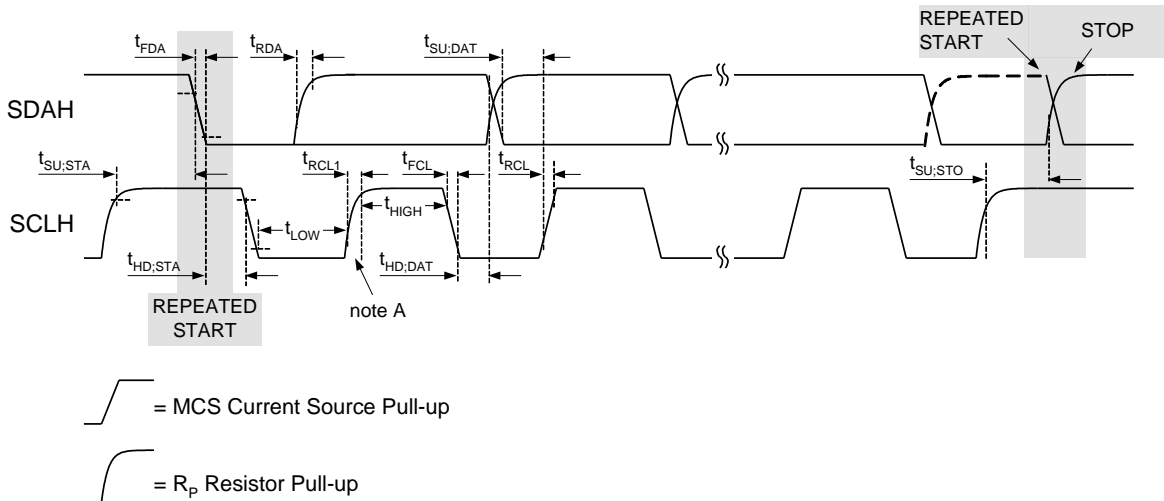 REPEATED
START
STOP
tFDA
tRDA
tSU;DAT
SDAH
tSU;STA
tRCL1
tFCL
tRCL
tSU;STO
SCLH
tHIGH
tLOW
tHD;STA
tHD;DAT
REPEATED
START
note A
= MCS Current Source Pull-up
= RP Resistor Pull-up